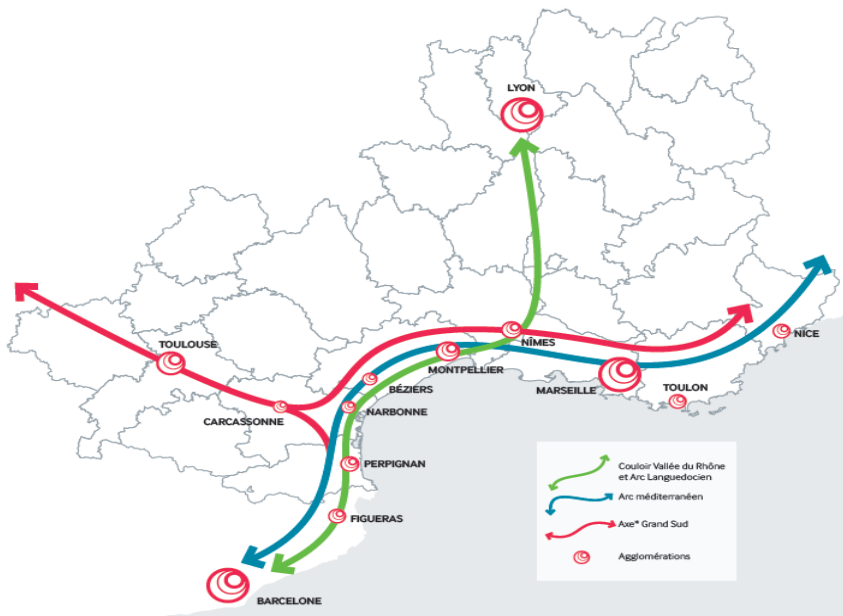 LYON
TOULOUSE
NÎMES
NICE
MONTPELLIER
MARSEILLE
TOULON
BÉZIERS
CARCASSONNE
NARBONNE
PERPIGNAN
FIGUERAS
BARCELONE
Couloir Vallée du Rhône
et Arc Languedocien
Arc méditerranéen
Axe* Grand Sud
Agglomérations